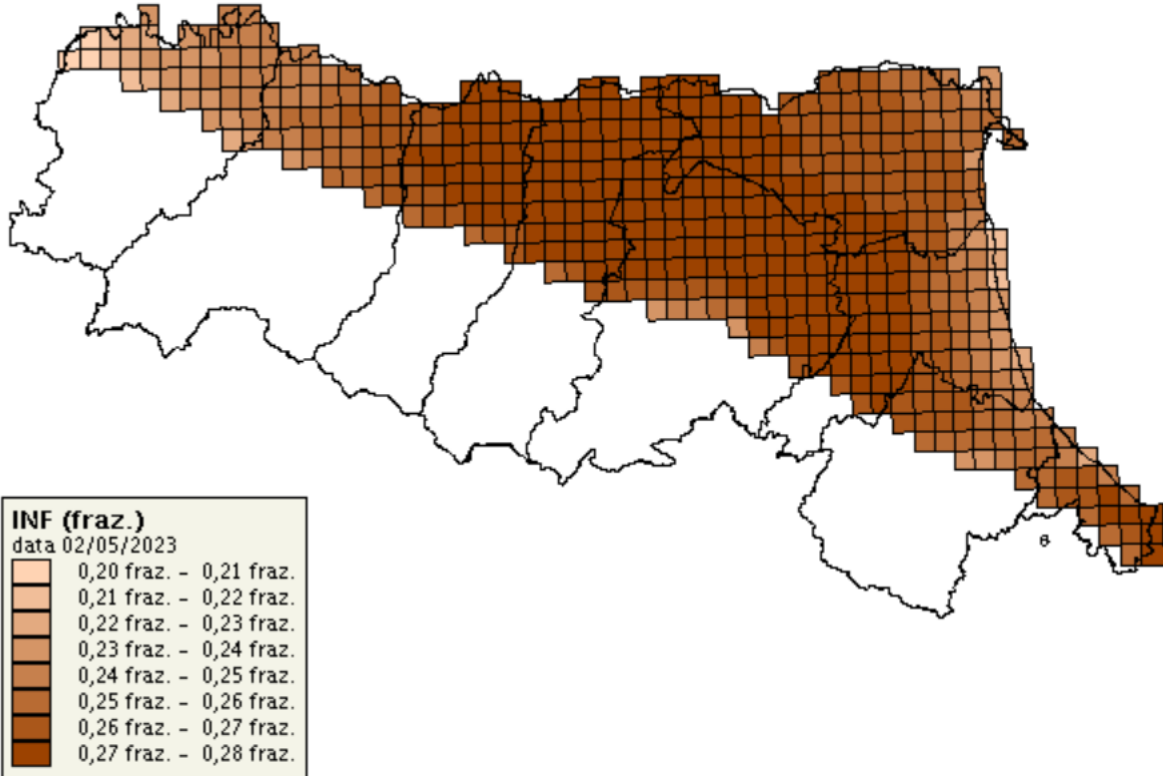 INF (fraz.)
data 02/05/2023
0,20 fraz. - 0,21 fraz.
0,21 fraz. - 0,22 fraz.
0,22 fraz. - 0,23 fraz.
0,23 fraz. - 0,24 fraz.
0,24 fraz. - 0,25 fraz.
0,25 fraz. - 0,26 fraz.
0,26 fraz. - 0,27 fraz.
0,27 fraz. - 0,28 fraz.